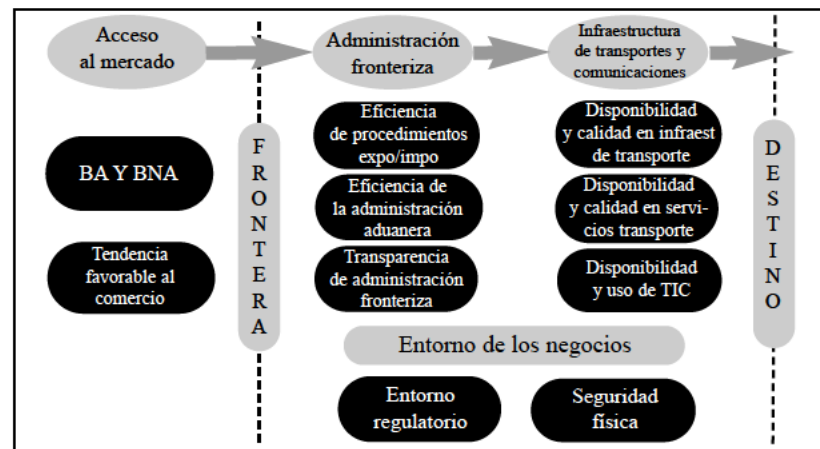 Acceso
al mercado
Administración
fronteriza
Infraestructura
de transportes y
comunicaciones
FRONTERA
DESTINO
BA Y BNA
Tendencia
favorable al
comercio
Eficiencia
de procedimientos
expo/impo
Eficiencia de
la administración
aduanera
Transparencia
de administración
fronteriza
Disponibilidad
y calidad en infraest
de transporte
Disponibilidad
y calidad en servi-
cios transporte
Disponibilidad
y uso de TIC
Entorno de los negocios
Entorno
regulatorio
Seguridad
física